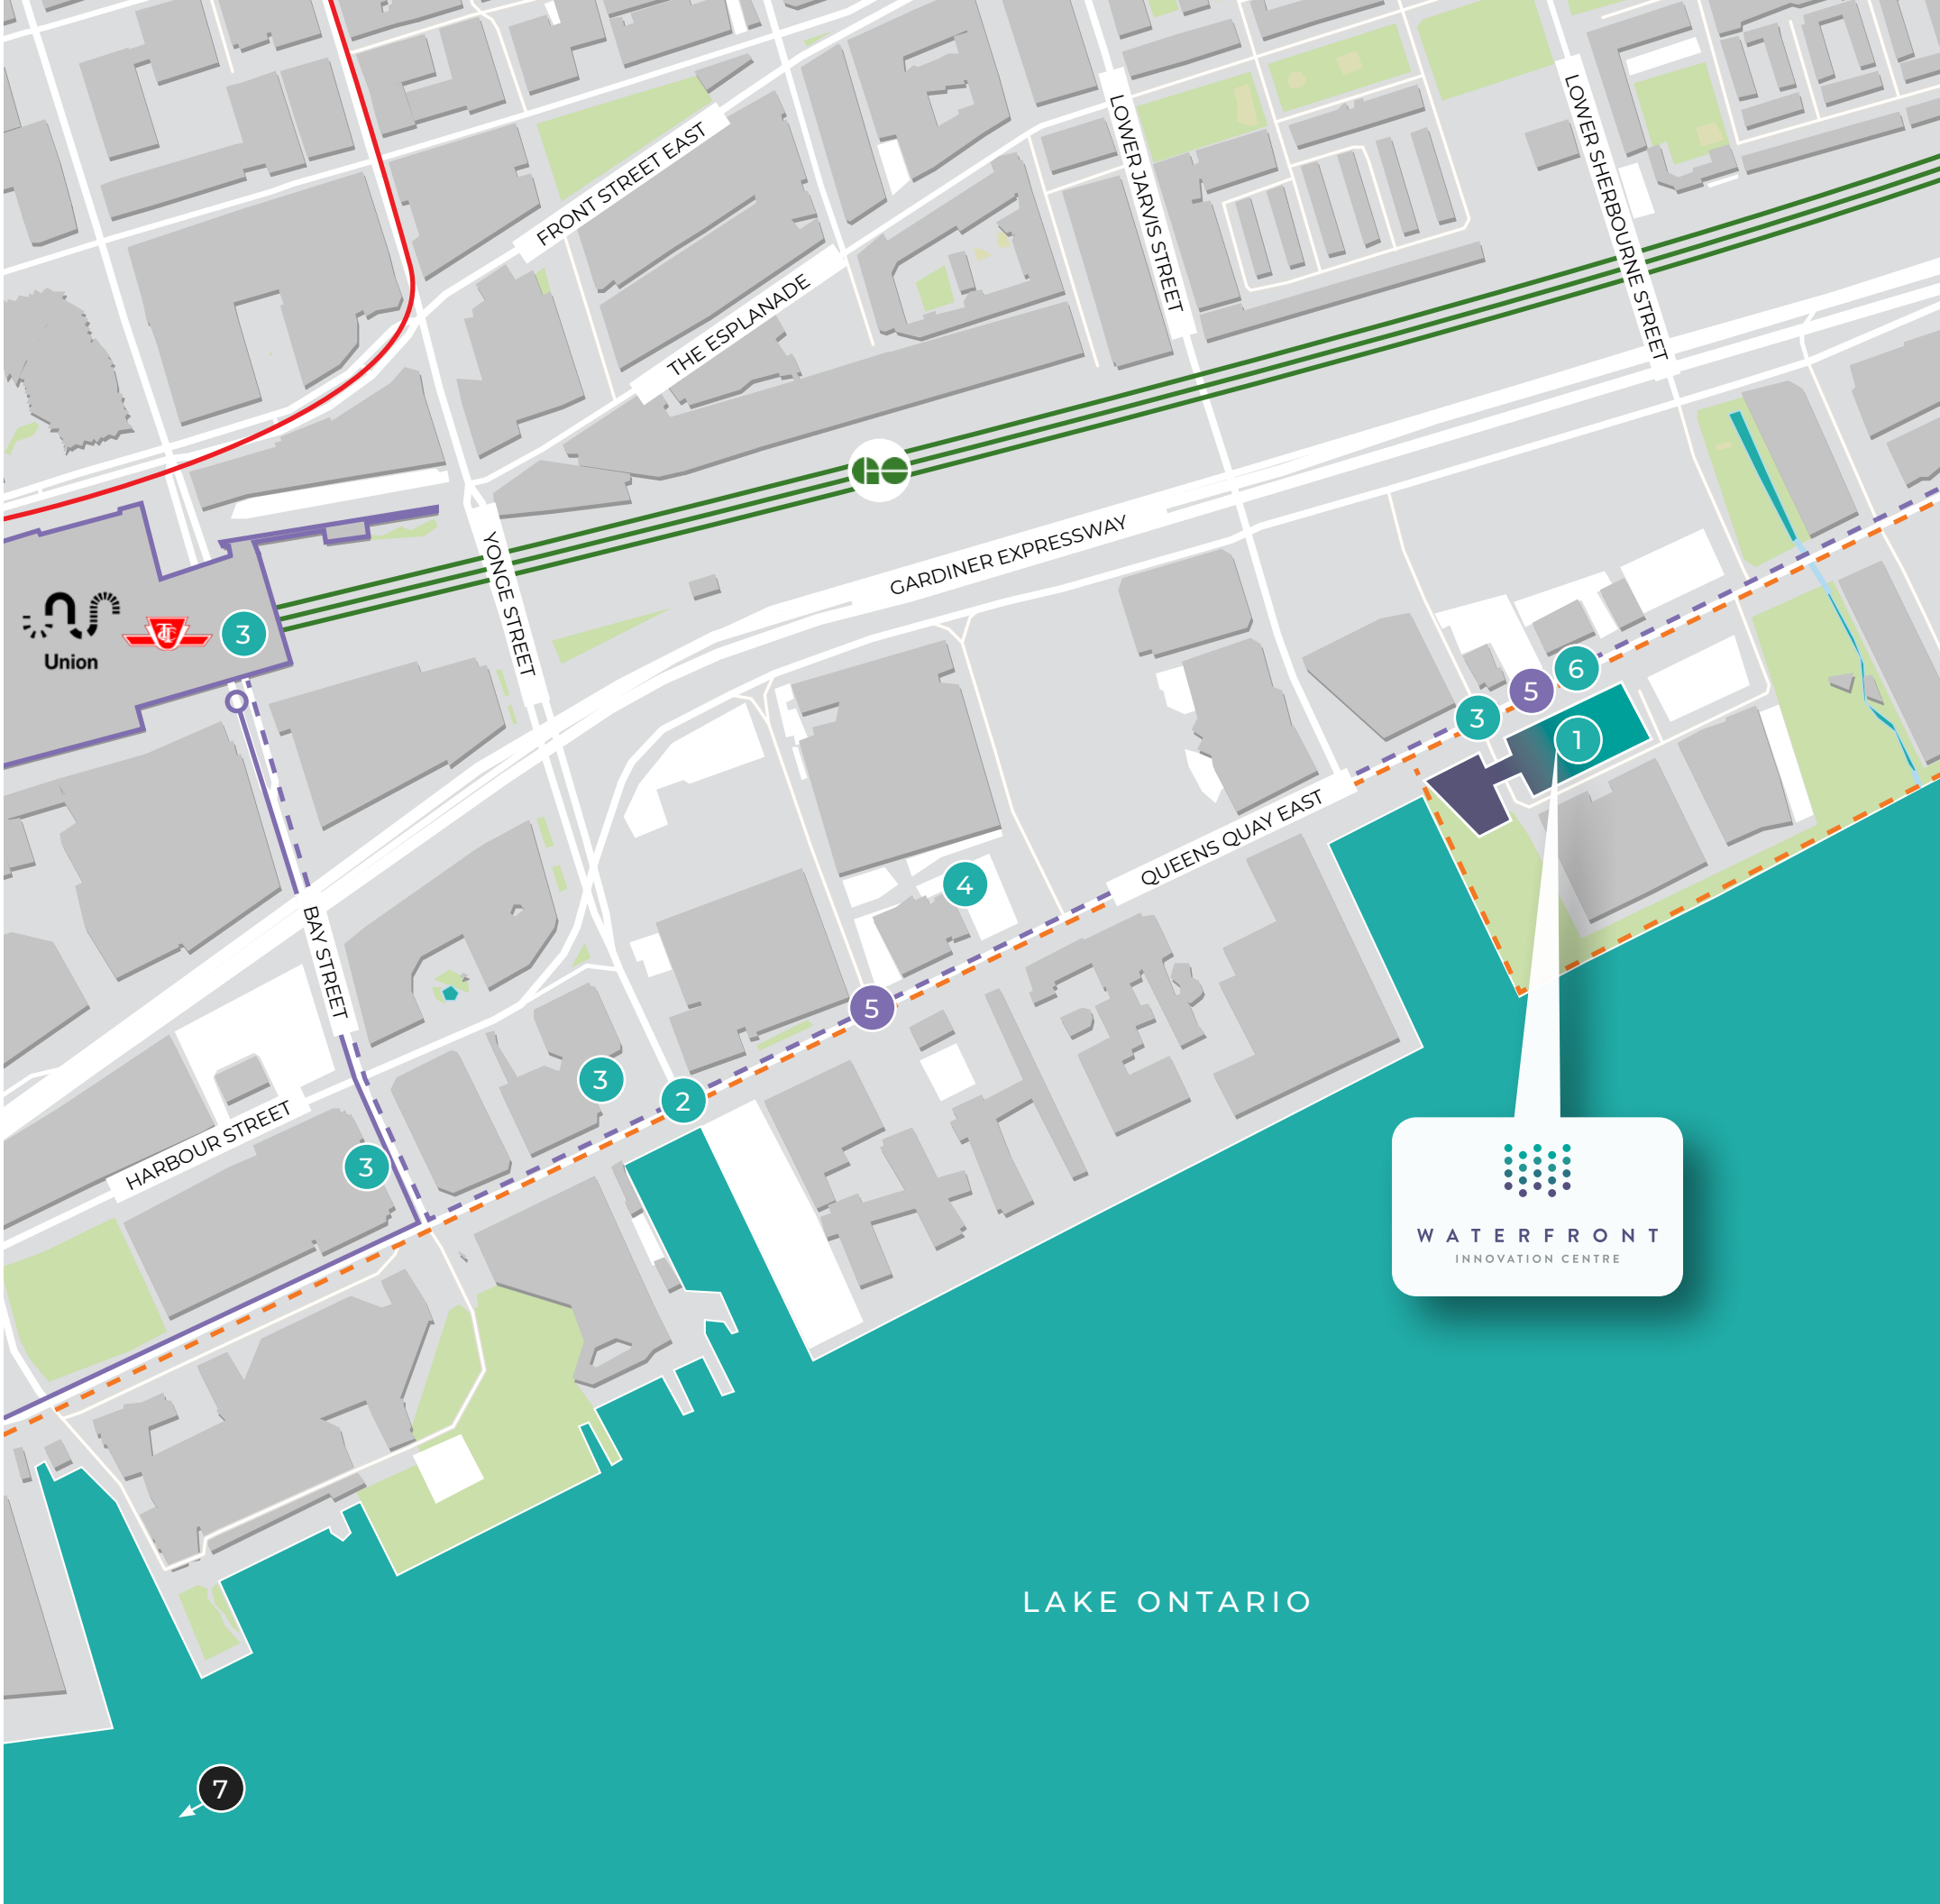 FRONT STREET EAST
LOWER JARVIS STREET
LOWER SHERBOURNE STREET
THE ESPLANADE
GO
GARDINER EXPRESSWAY
YONGE STREET
TTC
3
Union
6
5
3
1
QUEENS QUAY EAST
4
BAY STREET
5
3
2
HARBOUR STREET
3
WATERFRONT
INNOVATION CENTRE
LAKE ONTARIO
7